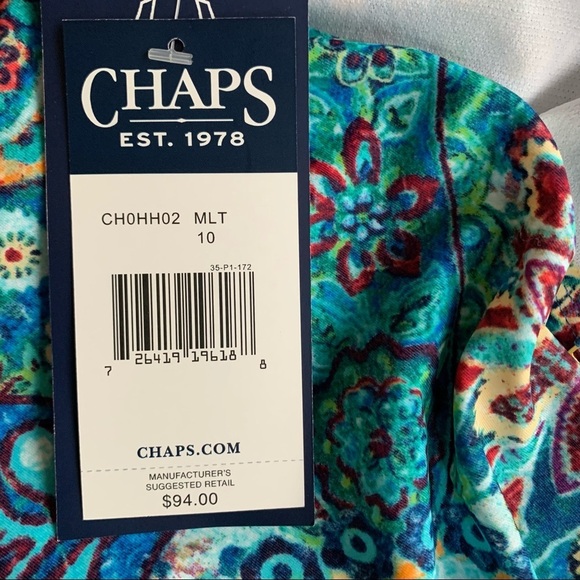 CHAPS
EST. 1978
CH0HH02 MLT
10
35-P1-172
7 26419 19618 8
CHAPS.COM
MANUFACTURER'S
SUGGESTED RETAIL
$94.00